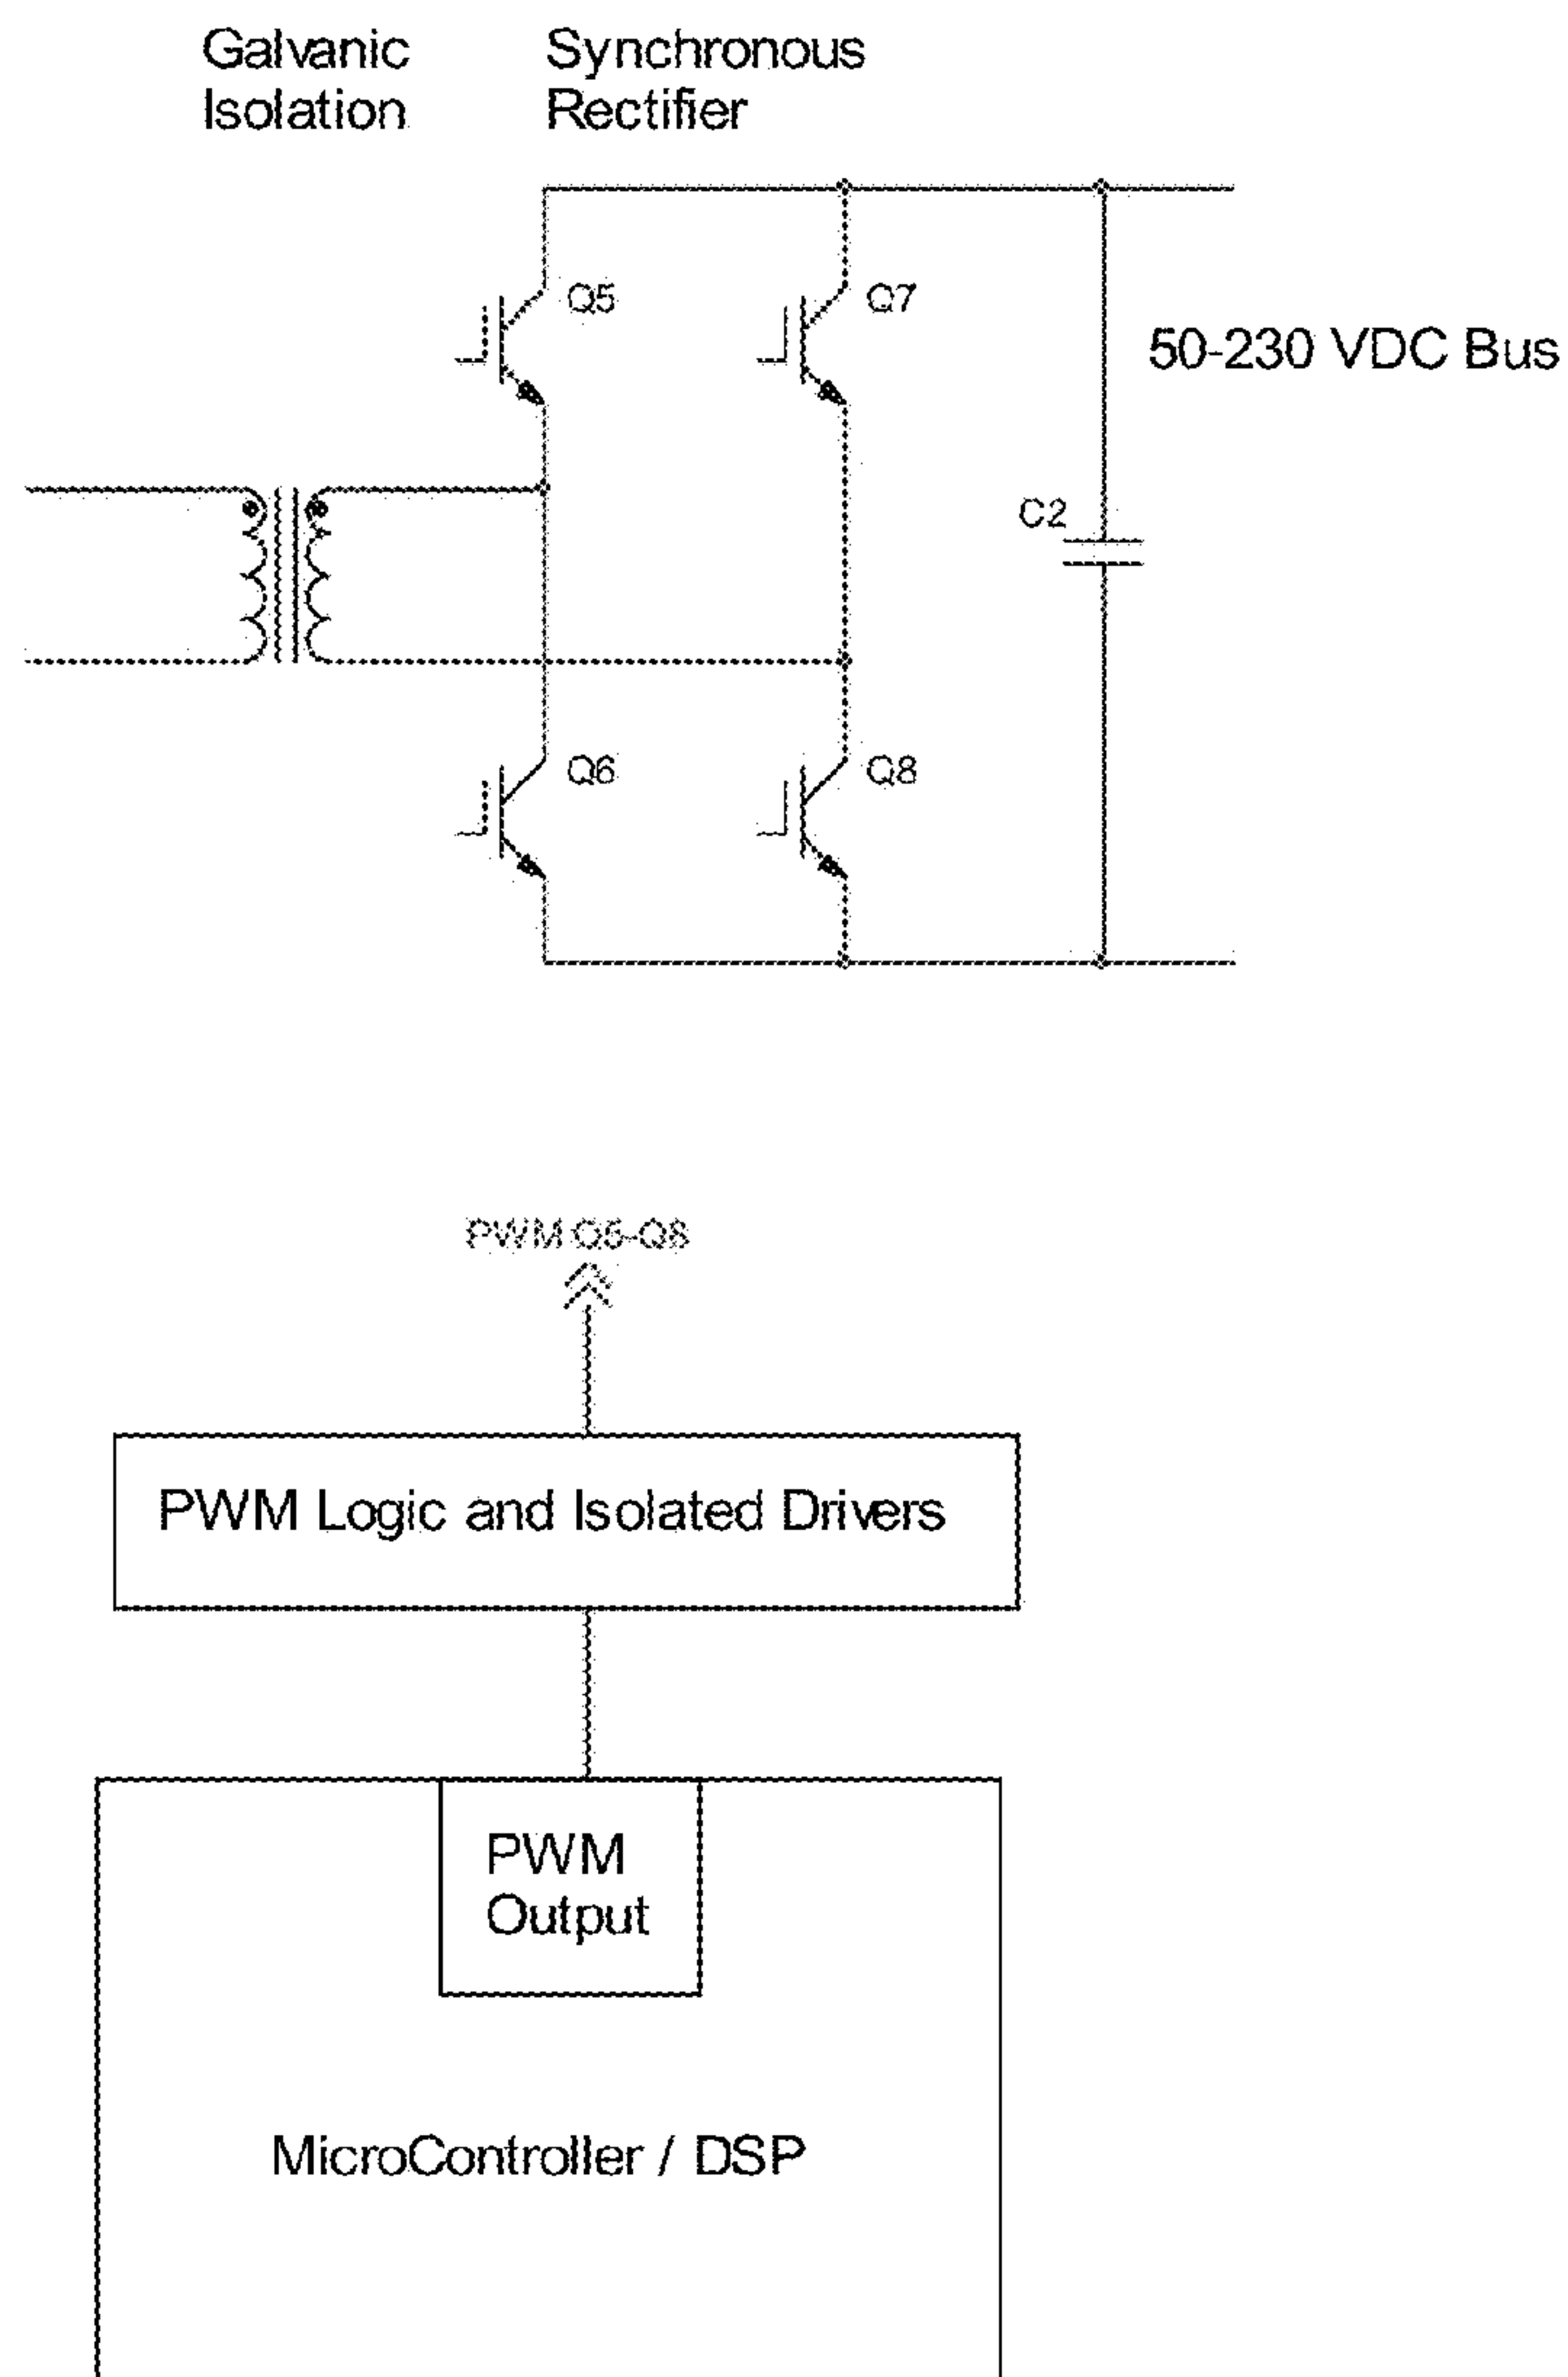 Galvanic
Isolation
Synchronous
Rectifier
Q5
Q7
50-230 VDC Bus
C2
Q6
Q8
PWM Q5-Q8
PWM Logic and Isolated Drivers
PWM
Output
MicroController / DSP